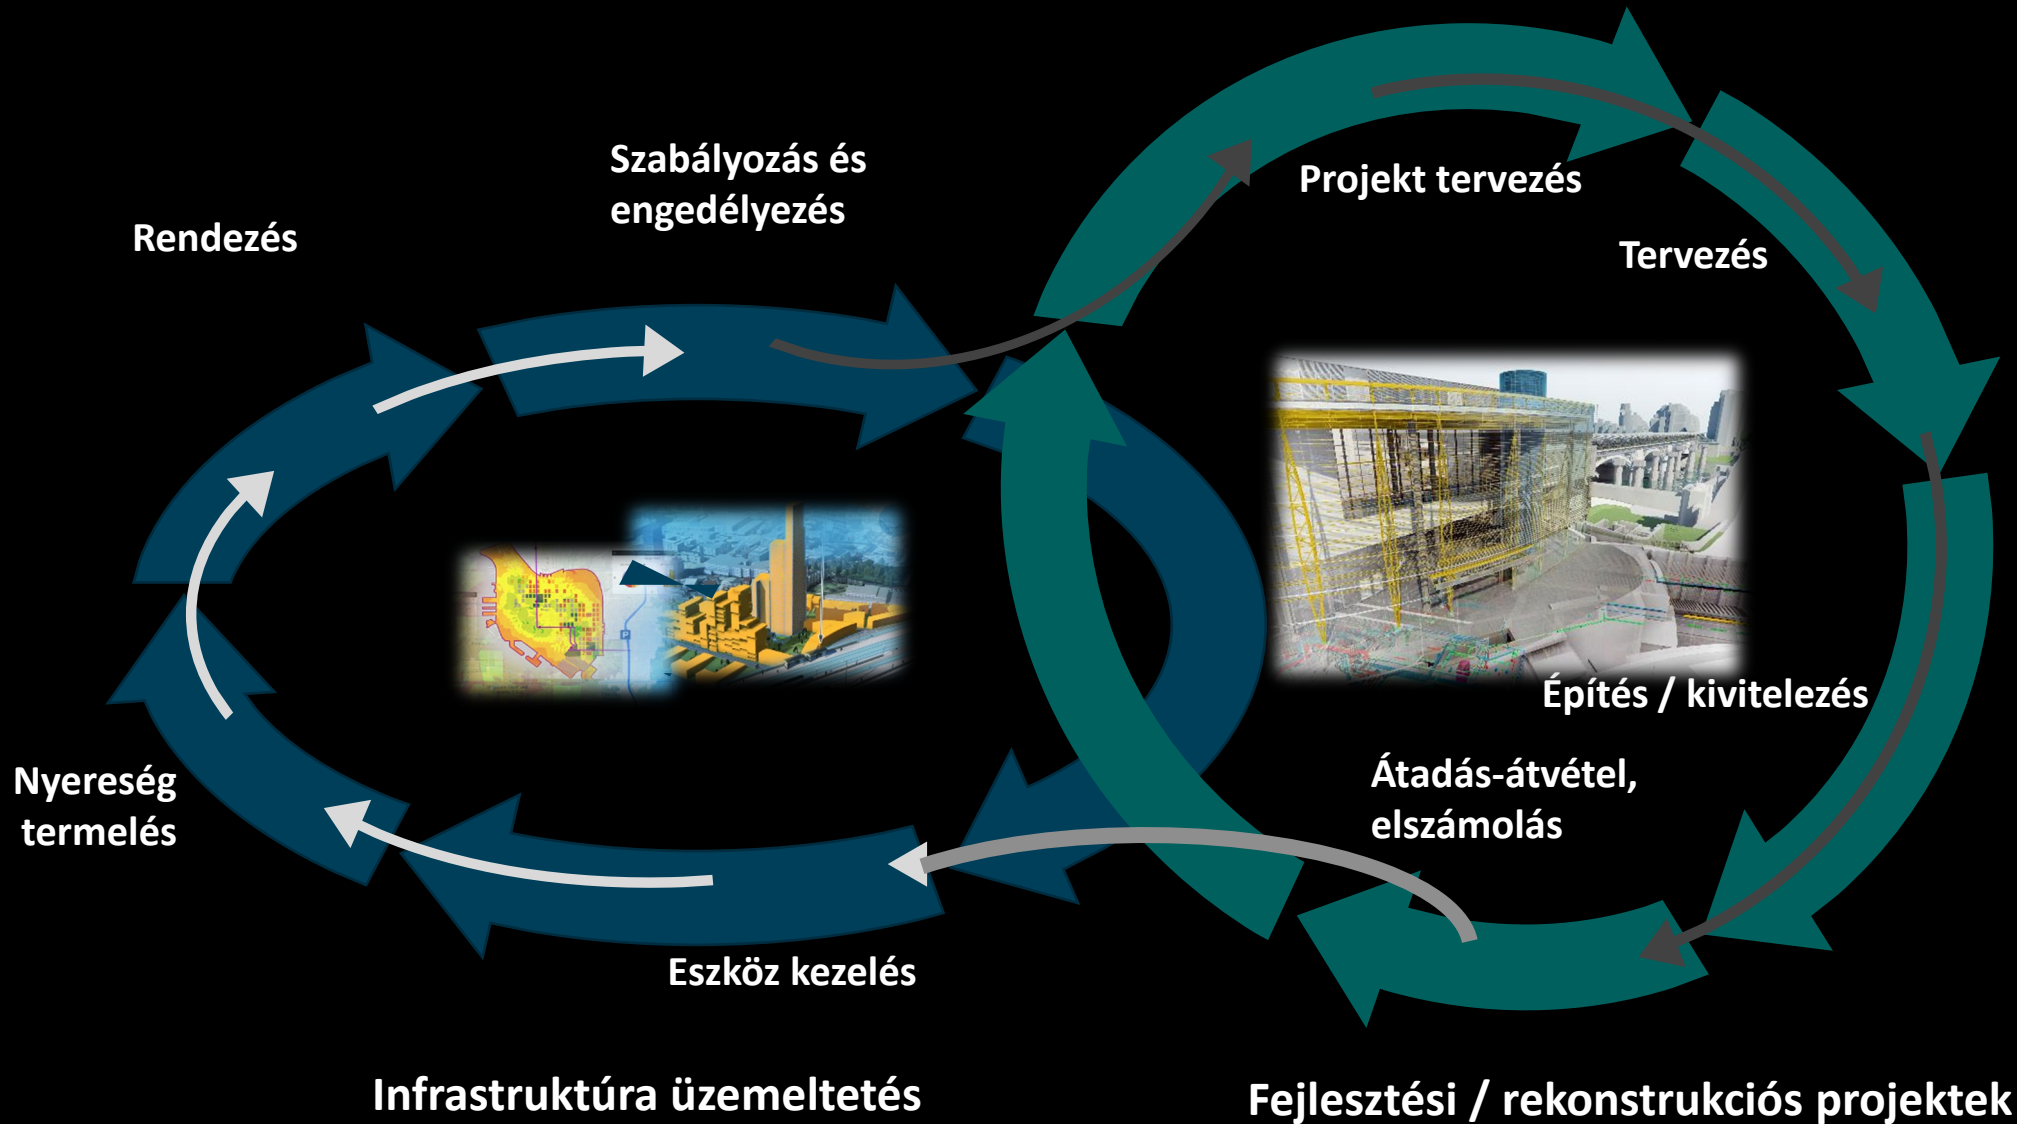 Szabályozás és
engedélyezés
Rendezés
Projekt tervezés
Tervezés
Építés / kivitelezés
Nyereség
termelés
Átadás-átvétel,
elszámolás
Eszköz kezelés
Infrastruktúra üzemeltetés
Fejlesztési / rekonstrukciós projektek